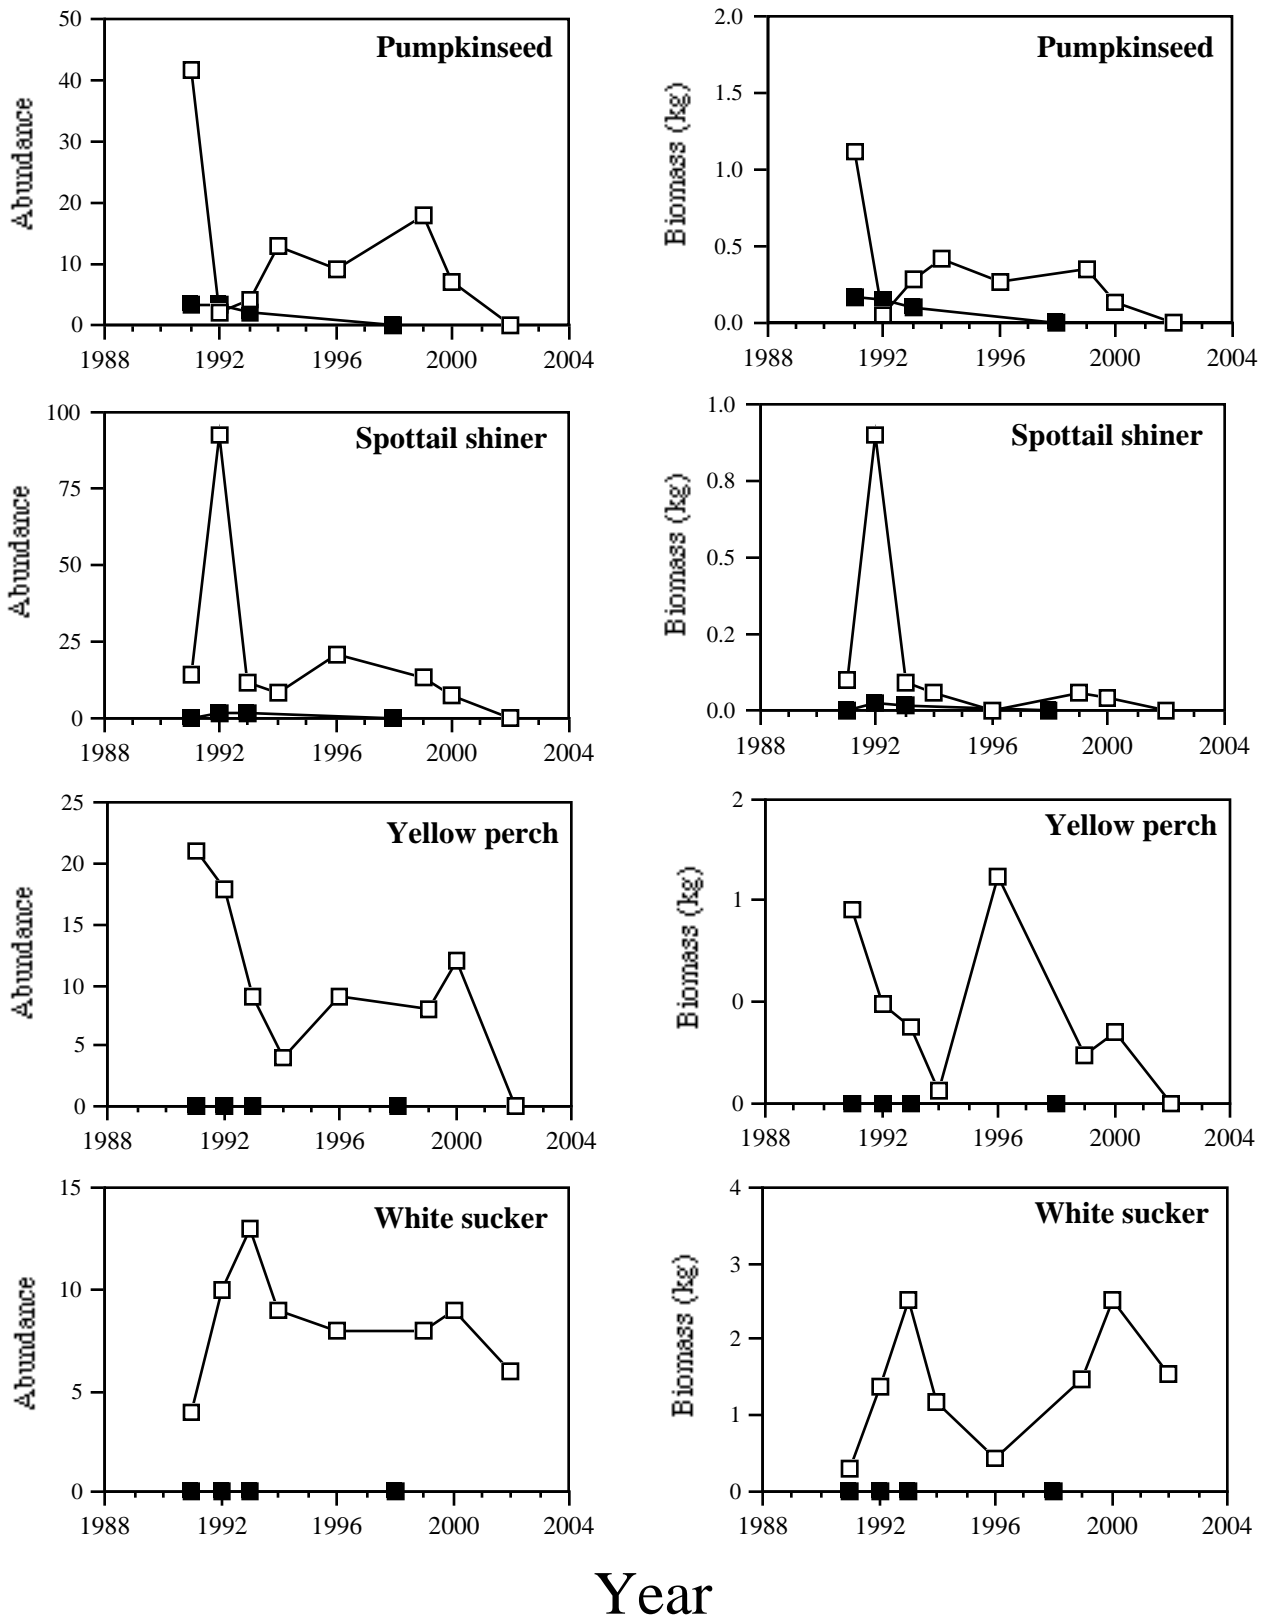 Pumpkinseed
Abundance
50
40
30
20
10
0
1988 1992 1996 2000 2004
Pumpkinseed
Biomass (kg)
2.0
1.5
1.0
0.5
0.0
1988 1992 1996 2000 2004
Spottail shiner
Abundance
100
75
50
25
0
1988 1992 1996 2000 2004
Spottail shiner
Biomass (kg)
1.0
0.8
0.5
0.2
0.0
1988 1992 1996 2000 2004
Yellow perch
Abundance
25
20
15
10
5
0
1988 1992 1996 2000 2004
Yellow perch
Biomass (kg)
2
1
0
0
1988 1992 1996 2000 2004
White sucker
Abundance
15
10
5
0
1988 1992 1996 2000 2004
White sucker
Biomass (kg)
4
3
2
1
0
1988 1992 1996 2000 2004
Year